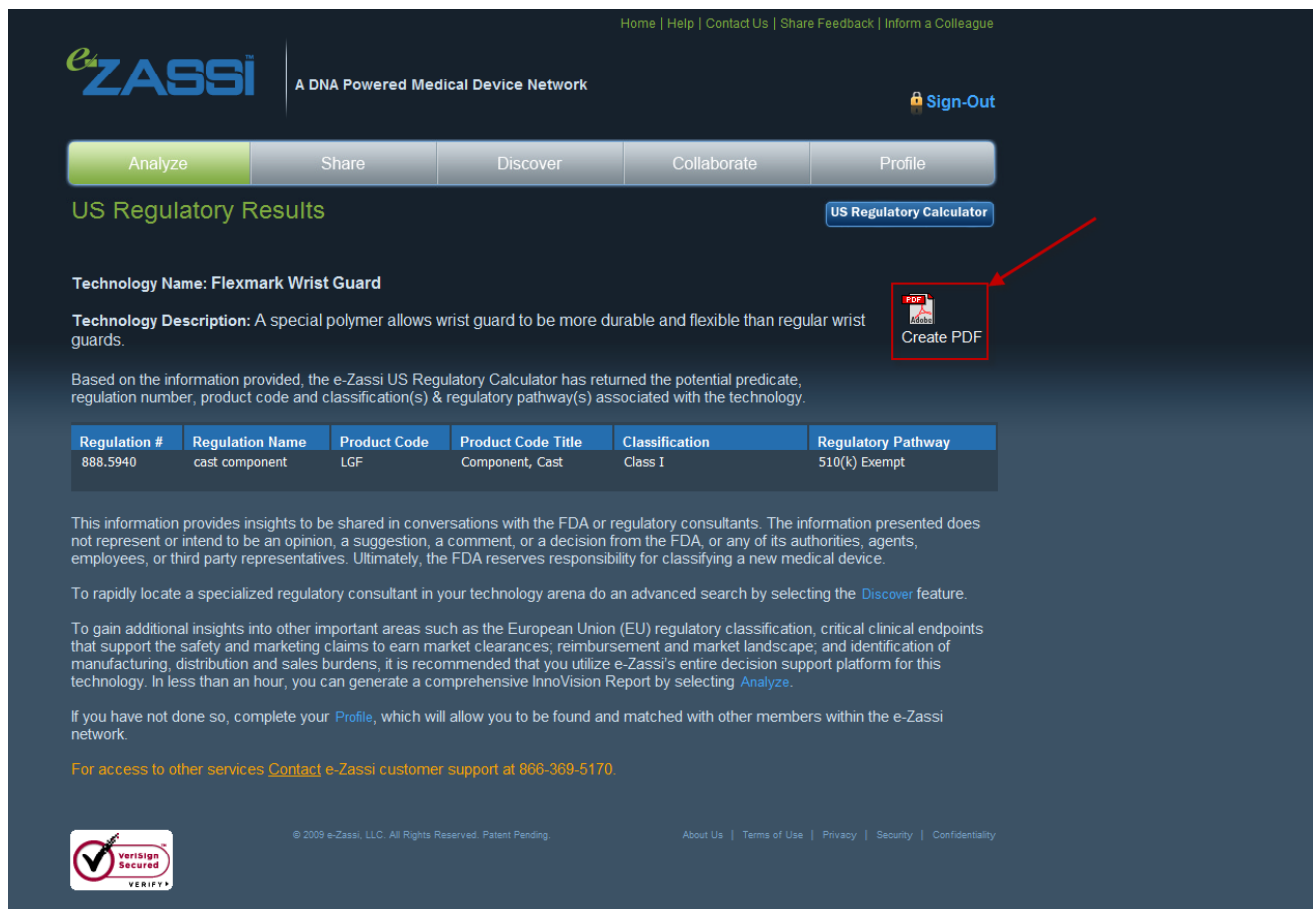 Home | Help | Contact Us | Share Feedback | Inform a Colleague
e-ZASSi™
A DNA Powered Medical Device Network
Sign-Out
Analyze Share Discover Collaborate Profile
US Regulatory Results
US Regulatory Calculator
Technology Name: Flexmark Wrist Guard
PDF
Adobe
Create PDF
Technology Description: A special polymer allows wrist guard to be more durable and flexible than regular wrist
guards.
Based on the information provided, the e-Zassi US Regulatory Calculator has returned the potential predicate,
regulation number, product code and classification(s) & regulatory pathway(s) associated with the technology.
Regulation # Regulation Name Product Code Product Code Title Classification Regulatory Pathway
888.5940 cast component LGF Component, Cast Class I 510(k) Exempt
This information provides insights to be shared in conversations with the FDA or regulatory consultants. The information presented does
not represent or intend to be an opinion, a suggestion, a comment, or a decision from the FDA, or any of its authorities, agents,
employees, or third party representatives. Ultimately, the FDA reserves responsibility for classifying a new medical device.
To rapidly locate a specialized regulatory consultant in your technology arena do an advanced search by selecting the Discover feature.
To gain additional insights into other important areas such as the European Union (EU) regulatory classification, critical clinical endpoints
that support the safety and marketing claims to earn market clearances; reimbursement and market landscape; and identification of
manufacturing, distribution and sales burdens, it is recommended that you utilize e-Zassi's entire decision support platform for this
technology. In less than an hour, you can generate a comprehensive InnoVision Report by selecting Analyze.
If you have not done so, complete your Profile, which will allow you to be found and matched with other members within the e-Zassi
network.
For access to other services Contact e-Zassi customer support at 866-369-5170.
© 2009 e-Zassi, LLC. All Rights Reserved. Patent Pending.
About Us | Terms of Use | Privacy | Security | Confidentiality
VeriSign
Secured
VERIFY